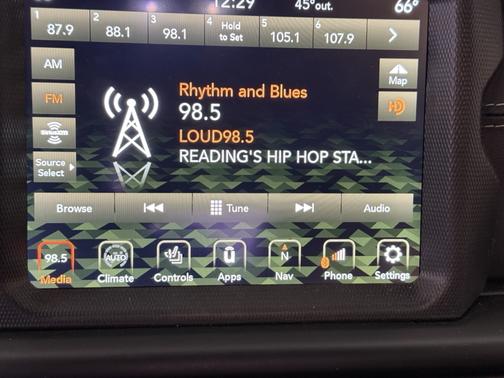 12:29
45°out.
66°
1
87.9
2
88.1
3
98.1
4
Hold
to Set
5
105.1
6
107.9
AM
Map
FM
HD
Rhythm and Blues
98.5
LOUD98.5
READING'S HIP HOP STA...
SiriusXM
Source
Select
Browse
Tune
Audio
98.5
AUTO
N
Media
Climate
Controls
Apps
Nav
Phone
Settings